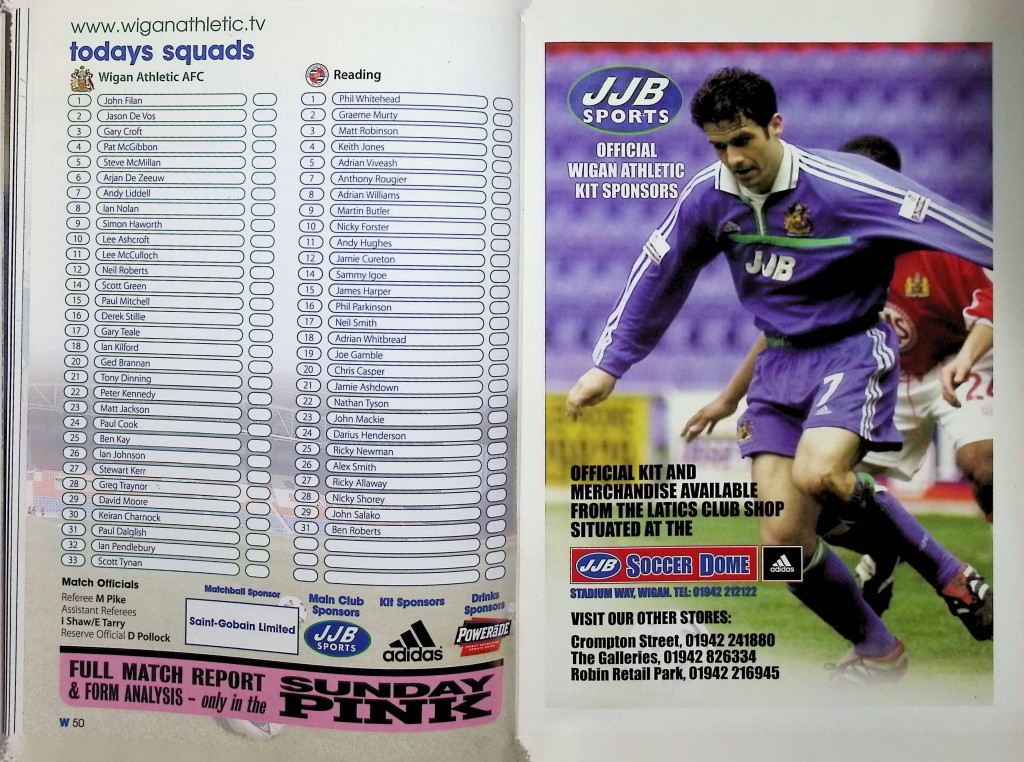 www.wiganathletic.tv
todays squads
Wigan Athletic AFC
1 John Filan
2 Jason De Vos
3 Gary Croft
4 Pat McGibbon
5 Steve McMillan
6 Arjan De Zeeuw
7 Andy Liddell
8 Ian Nolan
9 Simon Haworth
10 Lee Ashcroft
11 Lee McCulloch
12 Neil Roberts
14 Scott Green
15 Paul Mitchell
16 Derek Stillie
17 Gary Teale
18 Ian Kilford
20 Ged Brannan
21 Tony Dinning
22 Peter Kennedy
23 Matt Jackson
24 Paul Cook
25 Ben Kay
26 Ian Johnson
27 Stewart Kerr
28 Greg Traynor
29 David Moore
30 Keiran Charnock
31 Paul Dalglish
32 Ian Pendlebury
33 Scott Tynan
Reading
1 Phil Whitehead
2 Graeme Murty
3 Matt Robinson
4 Keith Jones
5 Adrian Viveash
7 Anthony Rougier
8 Adrian Williams
9 Martin Butler
10 Nicky Forster
11 Andy Hughes
12 Jamie Cureton
14 Sammy Igoe
15 James Harper
16 Phil Parkinson
17 Neil Smith
18 Adrian Whitbread
19 Joe Gamble
20 Chris Casper
21 Jamie Ashdown
22 Nathan Tyson
23 John Mackie
24 Darius Henderson
25 Ricky Newman
26 Alex Smith
27 Ricky Allaway
28 Nicky Shorey
29 John Salako
31 Ben Roberts
Match Officials
Referee M Pike
Assistant Referees
I Shaw/E Tarry
Reserve Official D Pollock
Matchball Sponsor
Saint-Gobain Limited
Main Club
Sponsors
JJB
SPORTS
Kit Sponsors
adidas
Drinks
Sponsors
POWERADE
FULL MATCH REPORT
& FORM ANALYSIS – only in the
SUNDAY
PINK
W 50
JJB
SPORTS
OFFICIAL
WIGAN ATHLETIC
KIT SPONSORS
JJB
7
OFFICIAL KIT AND
MERCHANDISE AVAILABLE
FROM THE LATICS CLUB SHOP
SITUATED AT THE
JJB SPORTS SOCCER DOME adidas
STADIUM WAY, WIGAN. TEL: 01942 212122
VISIT OUR OTHER STORES:
Crompton Street, 01942 241880
The Galleries, 01942 826334
Robin Retail Park, 01942 216945